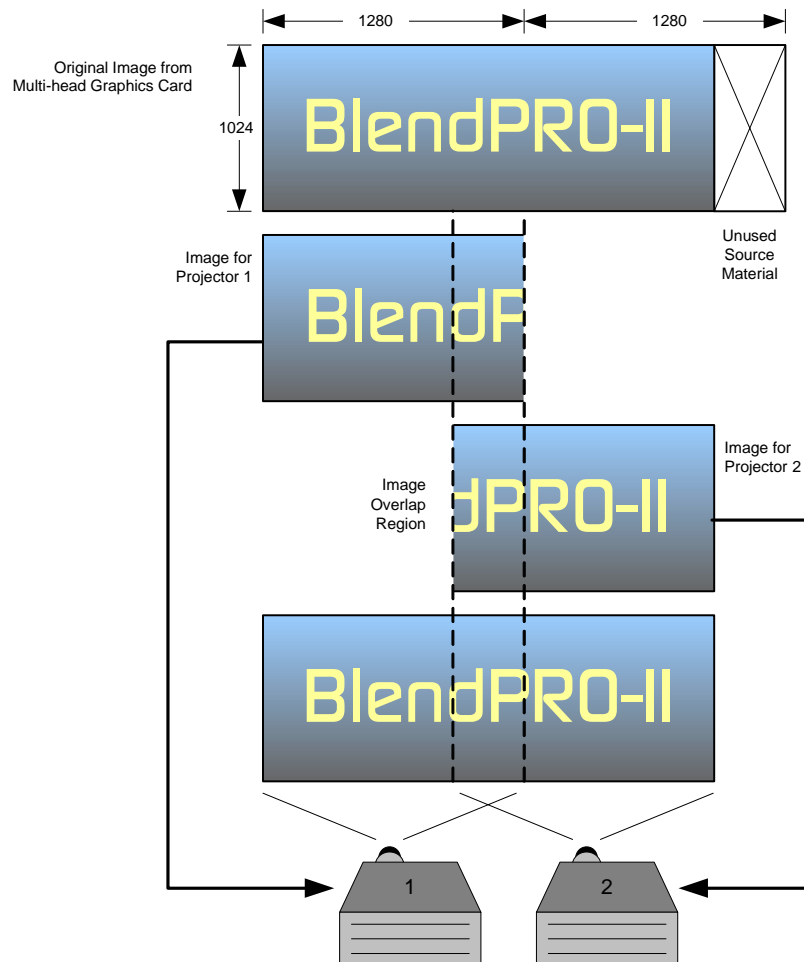 1280
1280
Original Image from
Multi-head Graphics Card
1024
BlendPRO-II
Unused
Source
Material
Image for
Projector 1
BlendP
Image for
Projector 2
Image
Overlap
Region
dPRO-II
BlendPRO-II
1
2